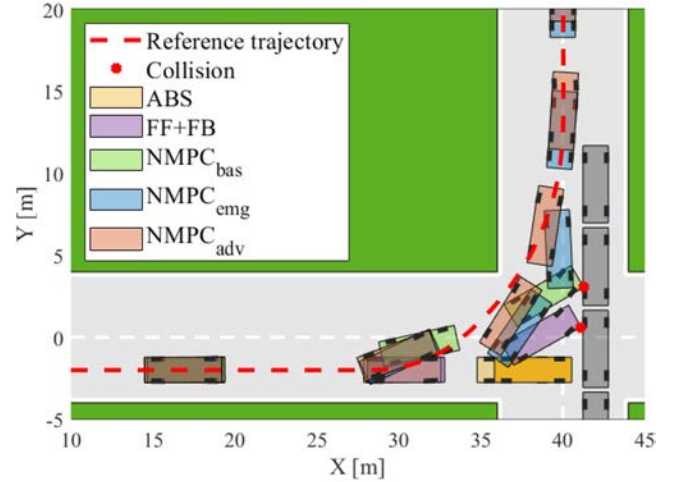 Reference trajectory
Collision
ABS
FF+FB
NMPC_bas
NMPC_emg
NMPC_adv
Y [m]
20
15
10
5
0
-5
10 15 20 25 30 35 40 45
X [m]